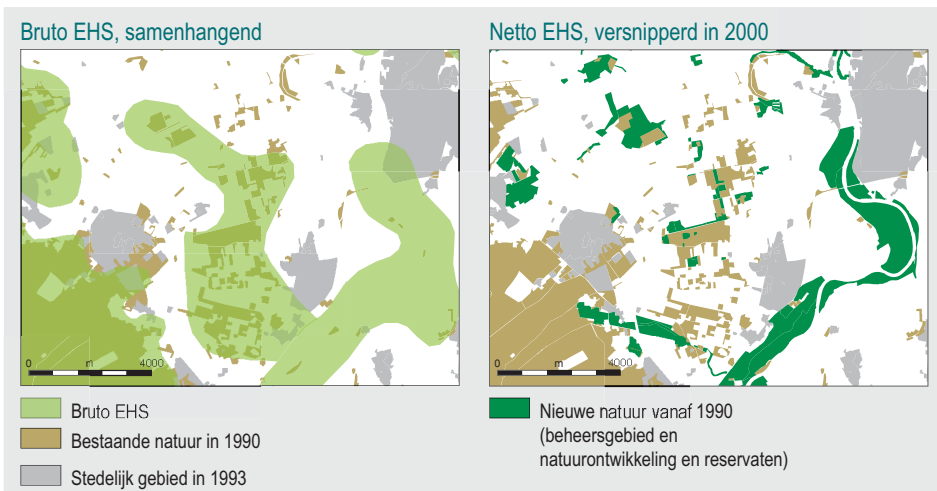 Bruto EHS, samenhangend
0 m 4000
Bruto EHS
Bestaande natuur in 1990
Stedelijk gebied in 1993
Netto EHS, versnipperd in 2000
0 m 4000
Nieuwe natuur vanaf 1990
(beheersgebied en
natuurontwikkeling en reservaten)